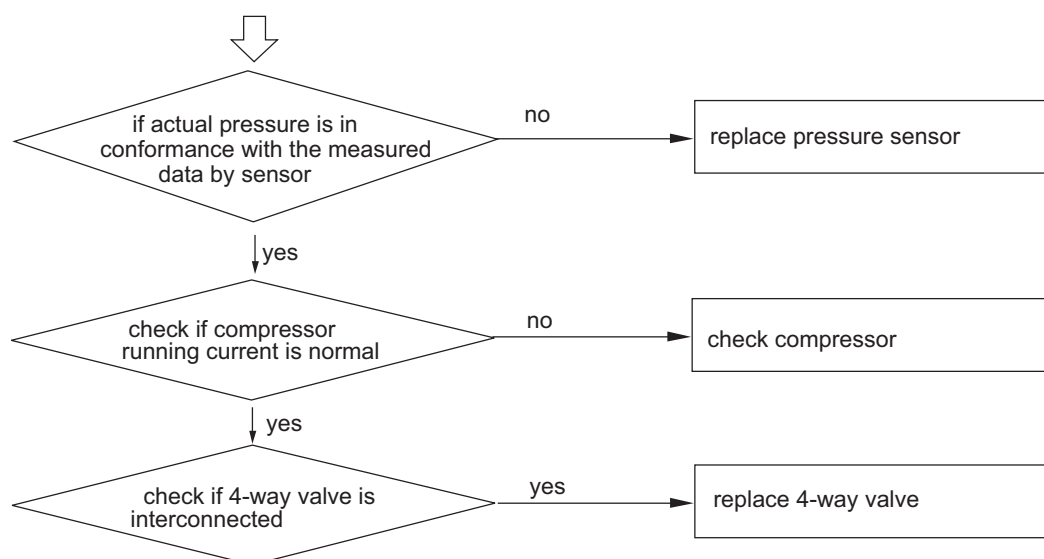 if actual pressure is in
conformance with the measured
data by sensor
no
replace pressure sensor
yes
check if compressor
running current is normal
no
check compressor
yes
check if 4-way valve is
interconnected
yes
replace 4-way valve